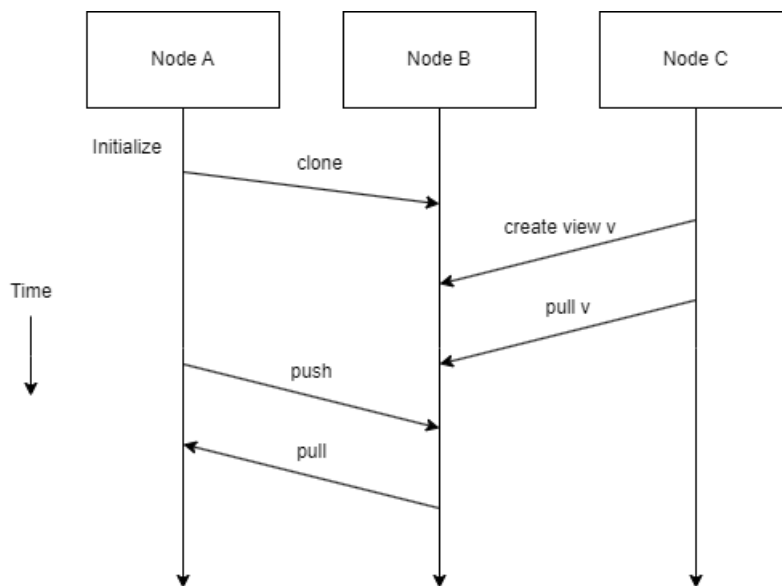 Node A
Node B
Node C
Initialize
clone
create view v
Time
pull v
push
pull